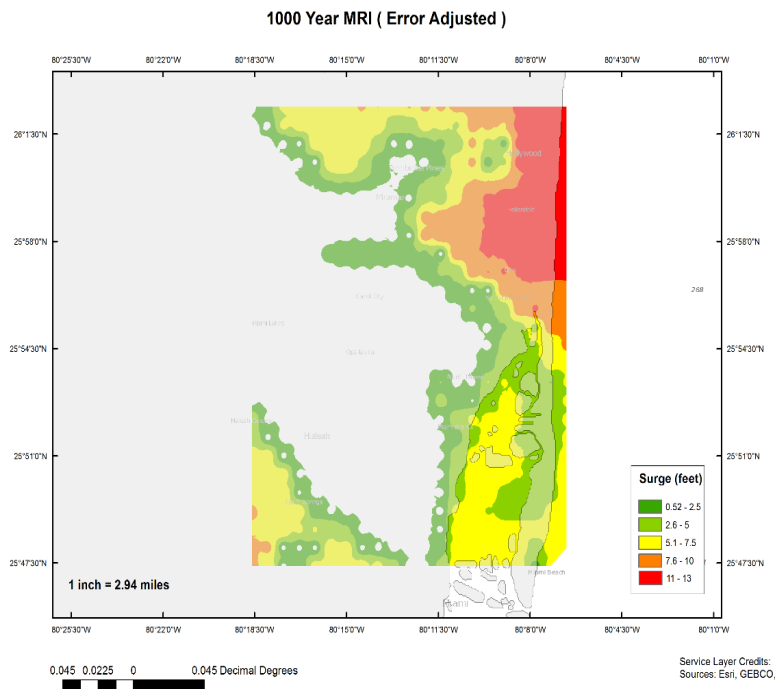 1000 Year MRI ( Error Adjusted )
80°25'30"W 80°22'0"W 80°18'30"W 80°15'0"W 80°11'30"W 80°8'0"W 80°4'30"W 80°1'0"W
26°1'30"N 26°1'30"N
25°58'0"N 25°58'0"N
268
25°54'30"N 25°54'30"N
Hialeah
25°51'0"N 25°51'0"N
Surge (feet)
0.52 - 2.5
2.6 - 5
5.1 - 7.5
7.6 - 10
11 - 13
25°47'30"N 25°47'30"N
Miami Beach
1 inch = 2.94 miles
Miami
80°25'30"W 80°22'0"W 80°18'30"W 80°15'0"W 80°11'30"W 80°8'0"W 80°4'30"W 80°1'0"W
0.045 0.0225 0 0.045 Decimal Degrees
Service Layer Credits:
Sources: Esri, GEBCO,